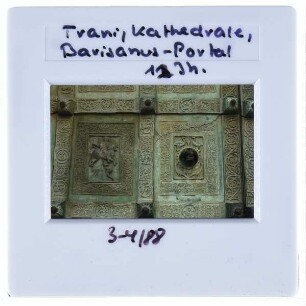 Trani, Kathedrale,
Barisanus-Portal
12 Jh.
3-4/88